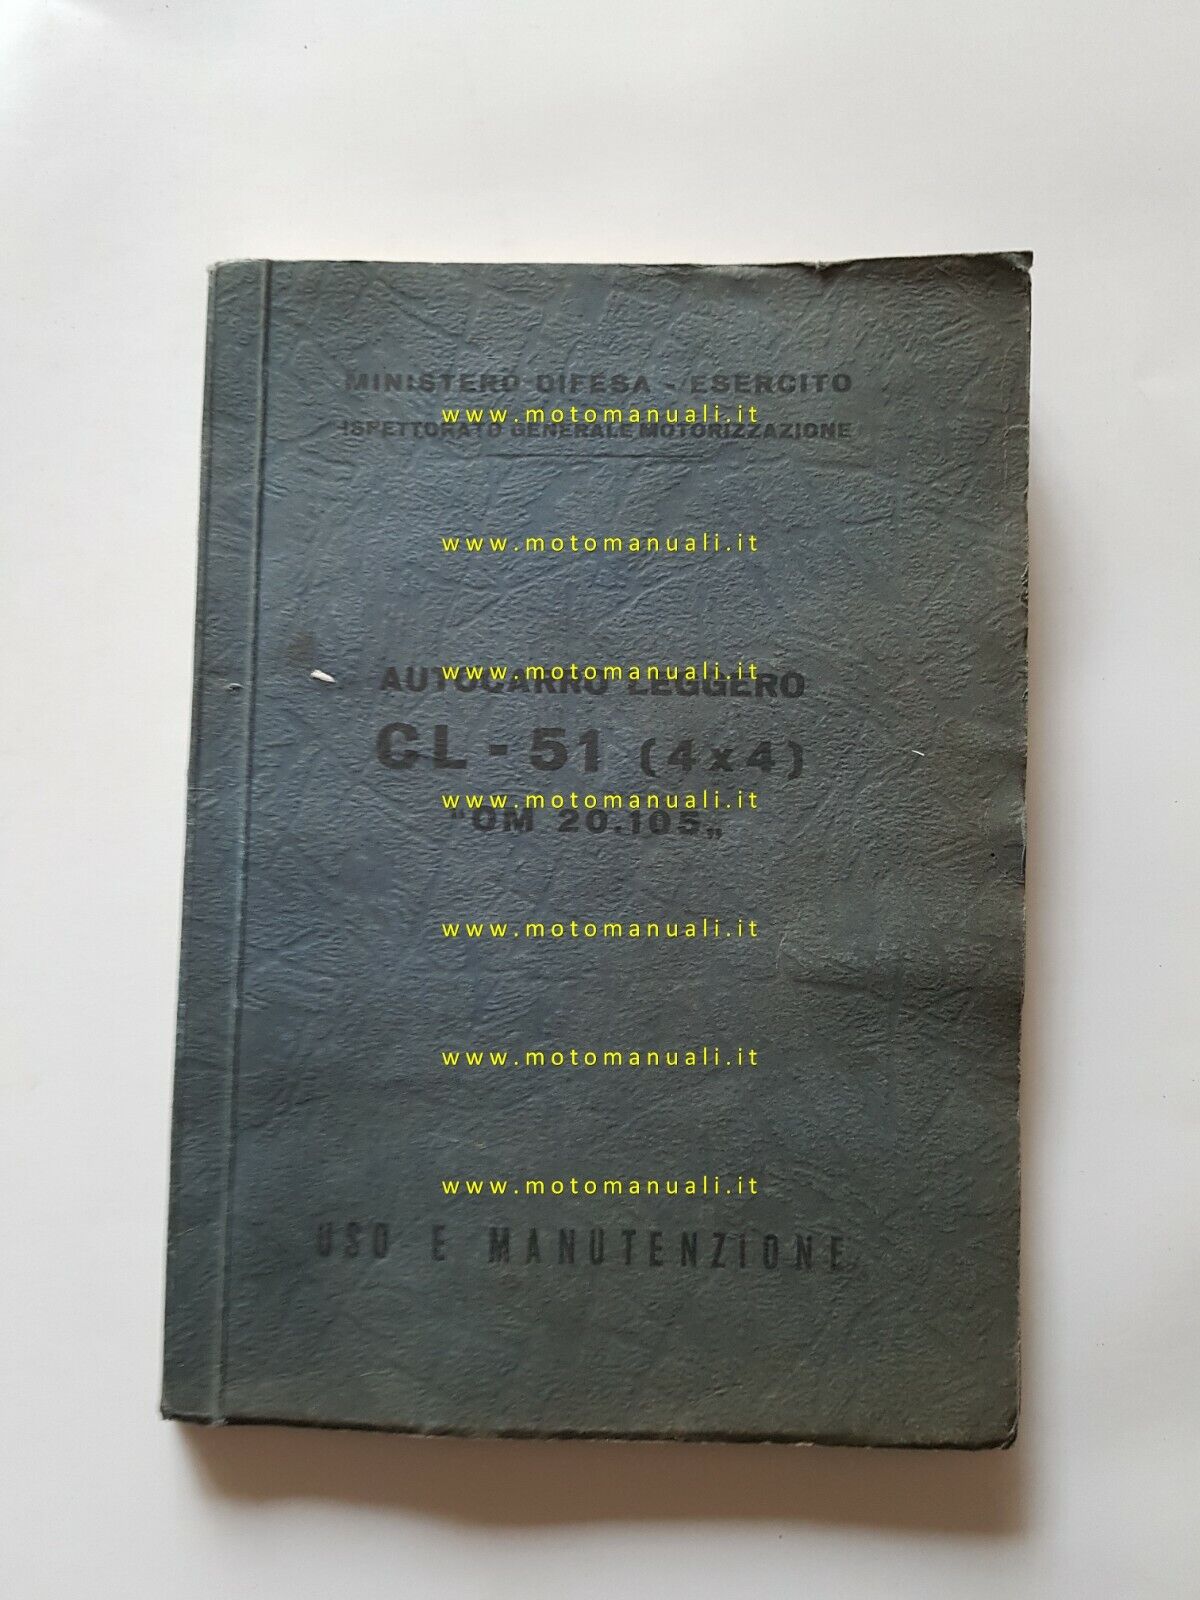 MINISTERO DIFESA - ESERCITO
www.motomanuali.it
ISPETTORATO GENERALE MOTORIZZAZIONE
www.motomanuali.it
www.motomanuali.it
AUTOCARRO LEGGERO
CL - 51 (4x4)
www.motomanuali.it
"OM 20.105„
www.motomanuali.it
www.motomanuali.it
www.motomanuali.it
USO E MANUTENZIONE